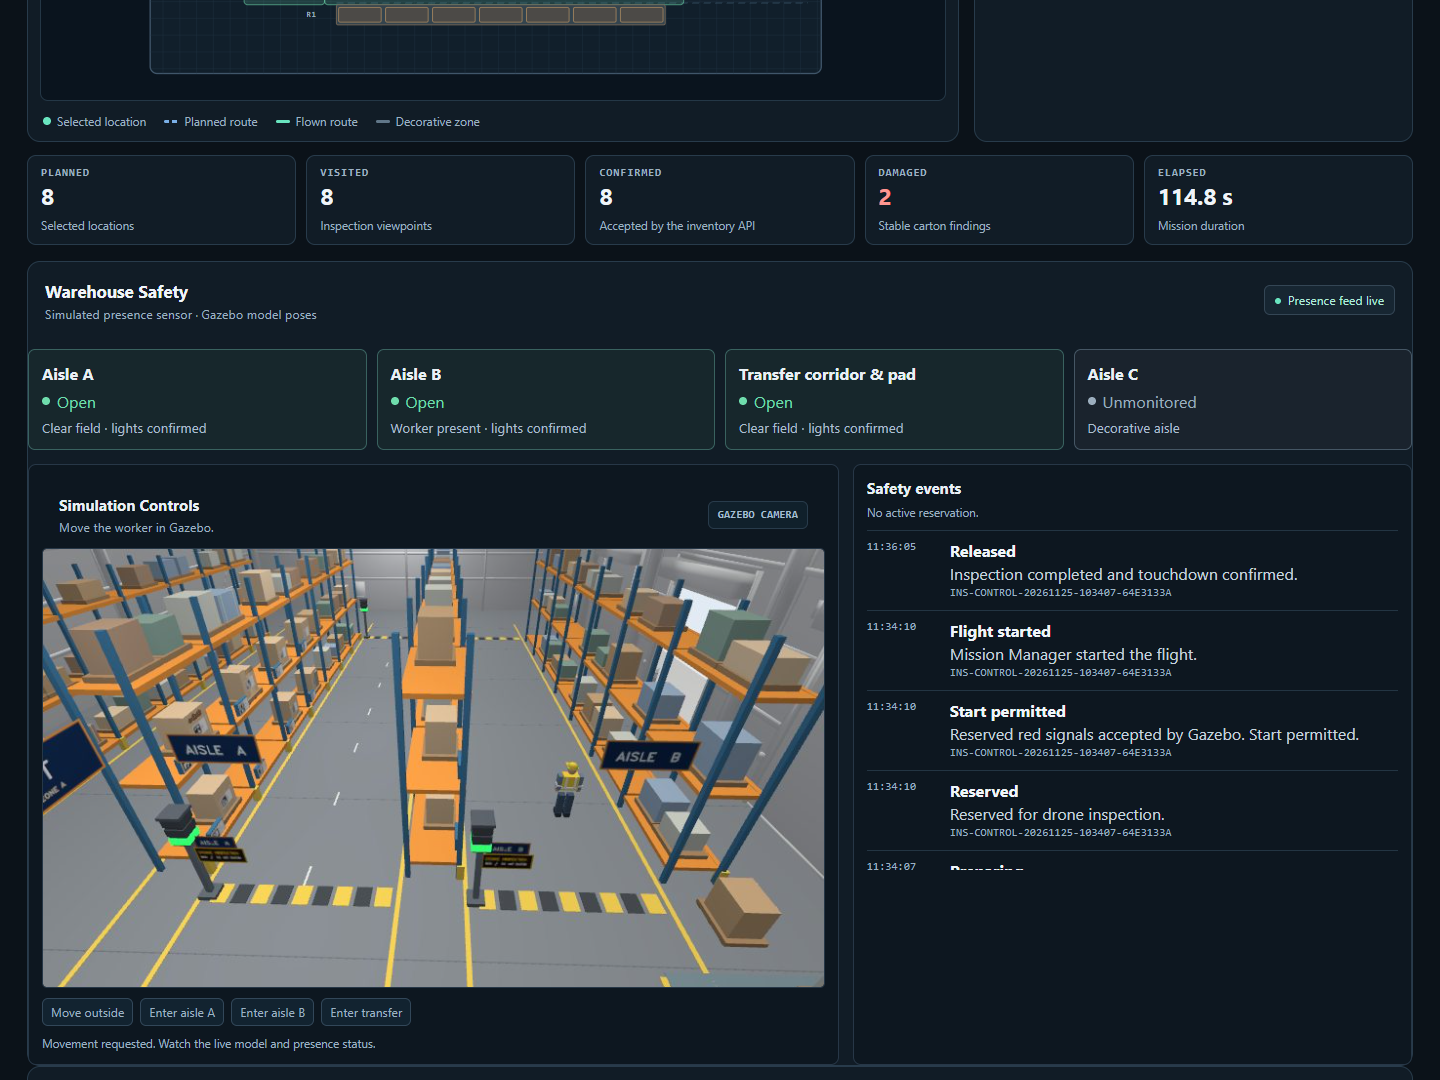 R1
Selected location
Planned route
Flown route
Decorative zone
PLANNED
8
Selected locations
VISITED
8
Inspection viewpoints
CONFIRMED
8
Accepted by the inventory API
DAMAGED
2
Stable carton findings
ELAPSED
114.8 s
Mission duration
Warehouse Safety
Simulated presence sensor · Gazebo model poses
Presence feed live
Aisle A
Open
Clear field · lights confirmed
Aisle B
Open
Worker present · lights confirmed
Transfer corridor & pad
Open
Clear field · lights confirmed
Aisle C
Unmonitored
Decorative aisle
Simulation Controls
Move the worker in Gazebo.
GAZEBO CAMERA
AISLE A
AISLE B
AISLE A
AISLE B
Move outside
Enter aisle A
Enter aisle B
Enter transfer
Movement requested. Watch the live model and presence status.
Safety events
No active reservation.
11:36:05
Released
Inspection completed and touchdown confirmed.
INS-CONTROL-20261125-103407-64E3133A
11:34:10
Flight started
Mission Manager started the flight.
INS-CONTROL-20261125-103407-64E3133A
11:34:10
Start permitted
Reserved red signals accepted by Gazebo. Start permitted.
INS-CONTROL-20261125-103407-64E3133A
11:34:10
Reserved
Reserved for drone inspection.
INS-CONTROL-20261125-103407-64E3133A
11:34:07